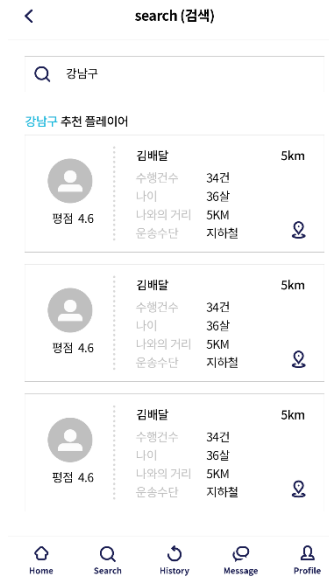 search (검색)
강남구
강남구 추천 플레이어
김배달 5km
수행건수 34건
나이 36살
나와의 거리 5KM
운송수단 지하철
평점 4.6
김배달 5km
수행건수 34건
나이 36살
나와의 거리 5KM
운송수단 지하철
평점 4.6
김배달 5km
수행건수 34건
나이 36살
나와의 거리 5KM
운송수단 지하철
평점 4.6
Home Search History Message Profile